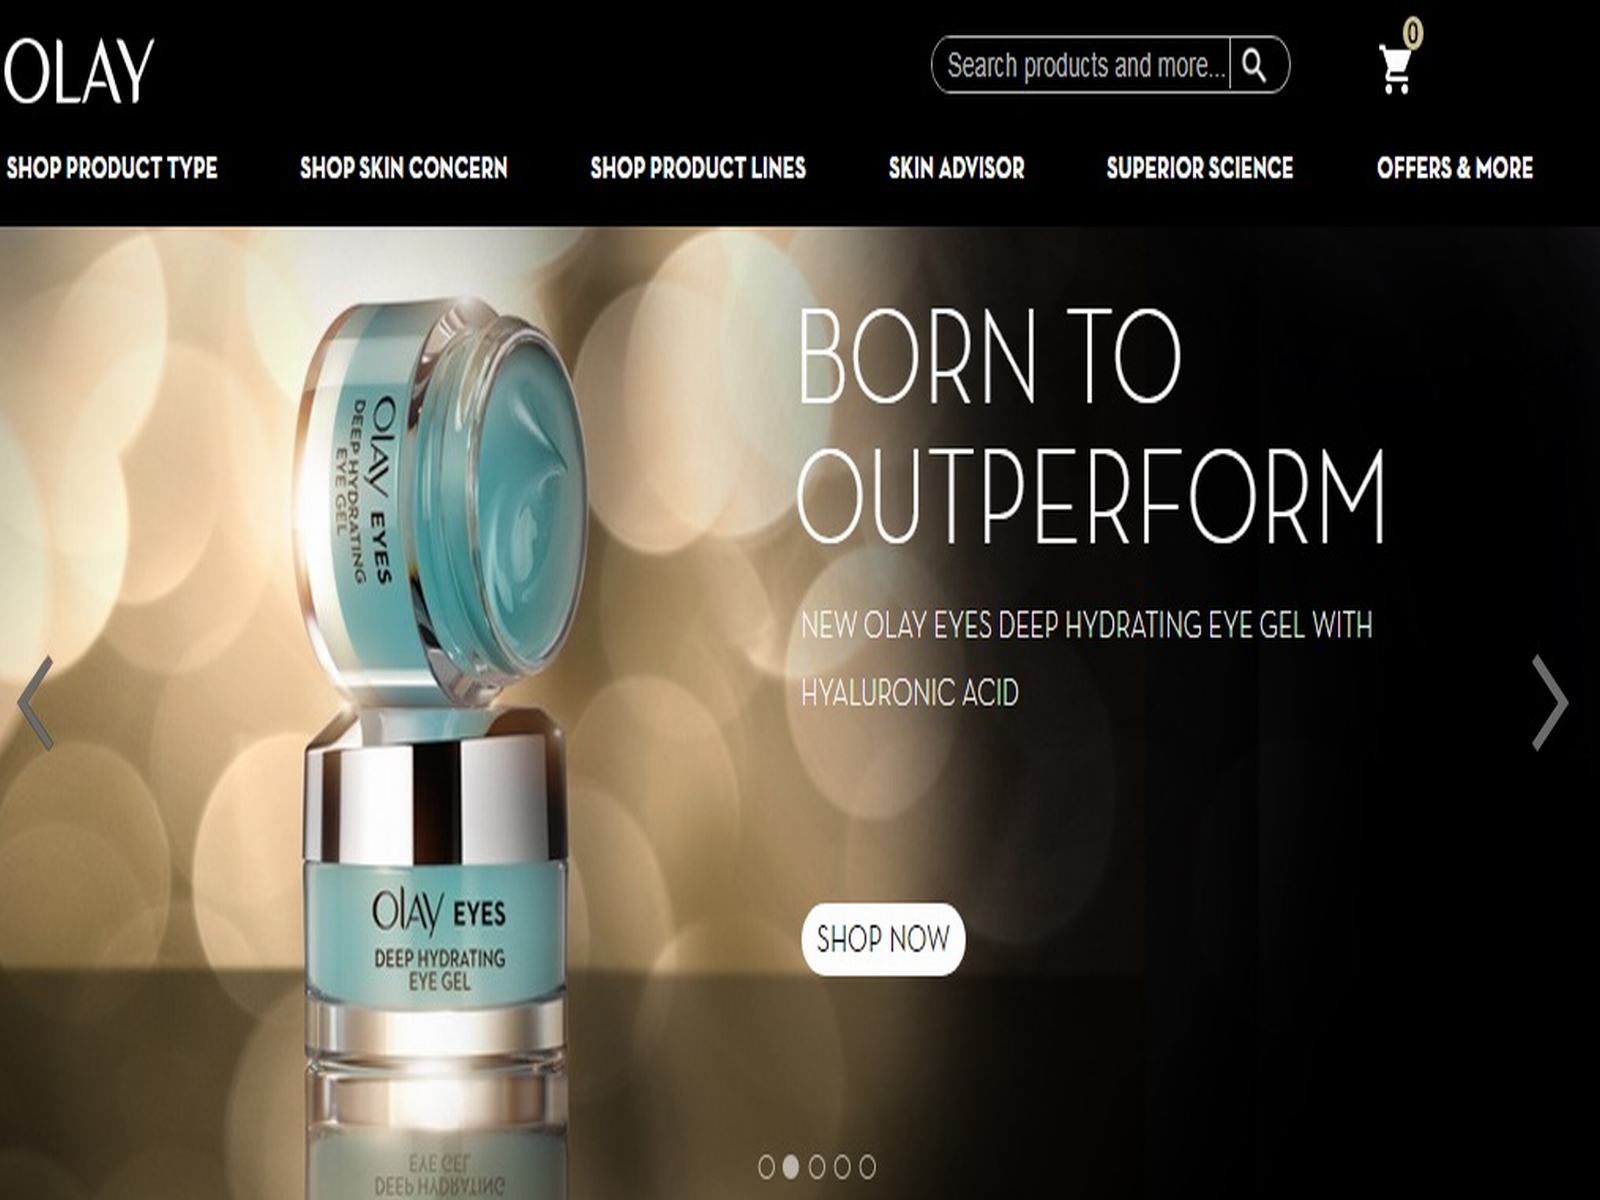 OLAY
Search products and more...
0
SHOP PRODUCT TYPE SHOP SKIN CONCERN SHOP PRODUCT LINES SKIN ADVISOR SUPERIOR SCIENCE OFFERS & MORE
BORN TO
OUTPERFORM
NEW OLAY EYES DEEP HYDRATING EYE GEL WITH
HYALURONIC ACID
SHOP NOW
OLAY EYES
DEEP HYDRATING
EYE GEL
OLAY EYES
DEEP HYDRATING
EYE GEL
EYE GEL
DEEP HYDRATING